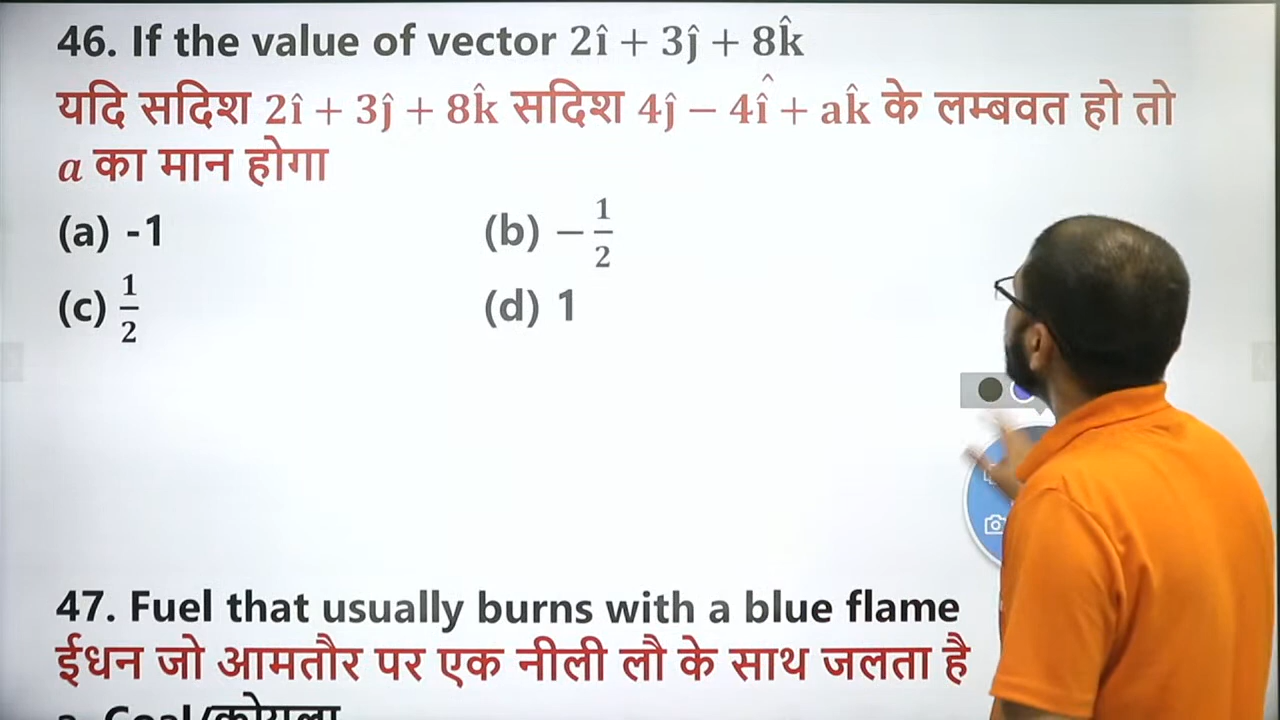 46. If the value of vector 2î + 3ĵ + 8k̂
यदि सदिश 2î + 3ĵ + 8k̂ सदिश 4ĵ − 4î + ak̂ के लम्बवत हो तो
a का मान होगा
(a) -1
(b) − 1/2
(c) 1/2
(d) 1
47. Fuel that usually burns with a blue flame
ईधन जो आमतौर पर एक नीली लौ के साथ जलता है
a. Coal/कोयला